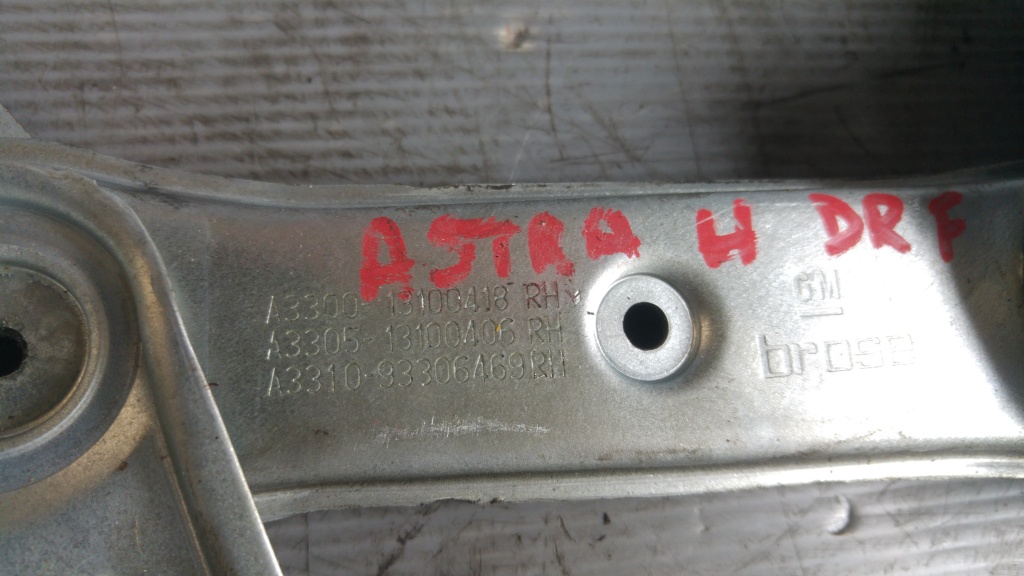 ASTRA H DRF
A3300-13100418 RH
A3305-13100406 RH
A3310-93306469 RH
GM
brose